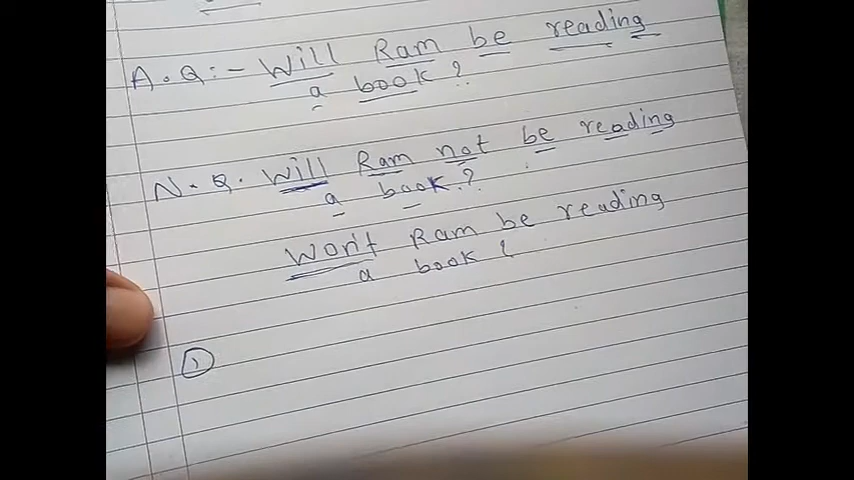 A.Q:- Will Ram be reading
a book?
N.Q. Will Ram not be reading
a book.?
Won't Ram be reading
a book ?
①